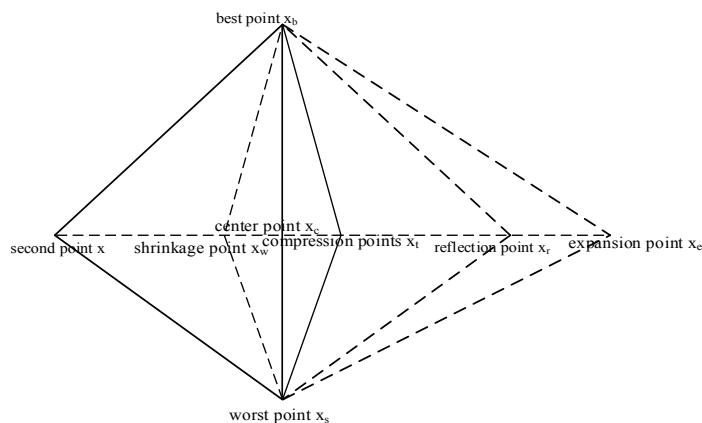 best point x_b
center point x_c
second point x
shrinkage point x_w
compression points x_t
reflection point x_r
expansion point x_e
worst point x_s